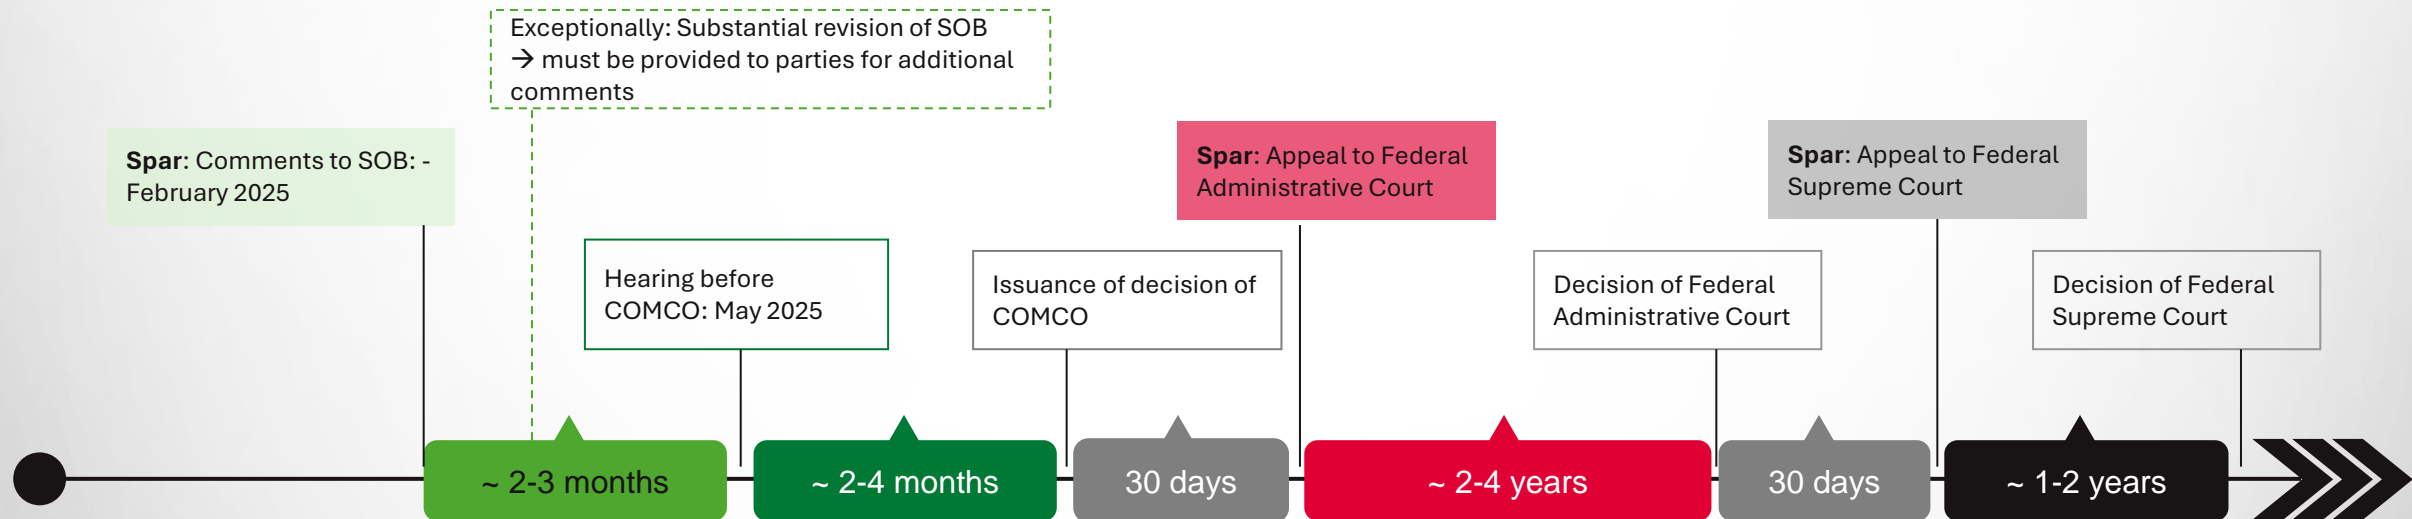 Exceptionally: Substantial revision of SOB
→ must be provided to parties for additional
comments
Spar: Comments to SOB: -
February 2025
Spar: Appeal to Federal
Administrative Court
Spar: Appeal to Federal
Supreme Court
Hearing before
COMCO: May 2025
Issuance of decision of
COMCO
Decision of Federal
Administrative Court
Decision of Federal
Supreme Court
~ 2-3 months
~ 2-4 months
30 days
~ 2-4 years
30 days
~ 1-2 years